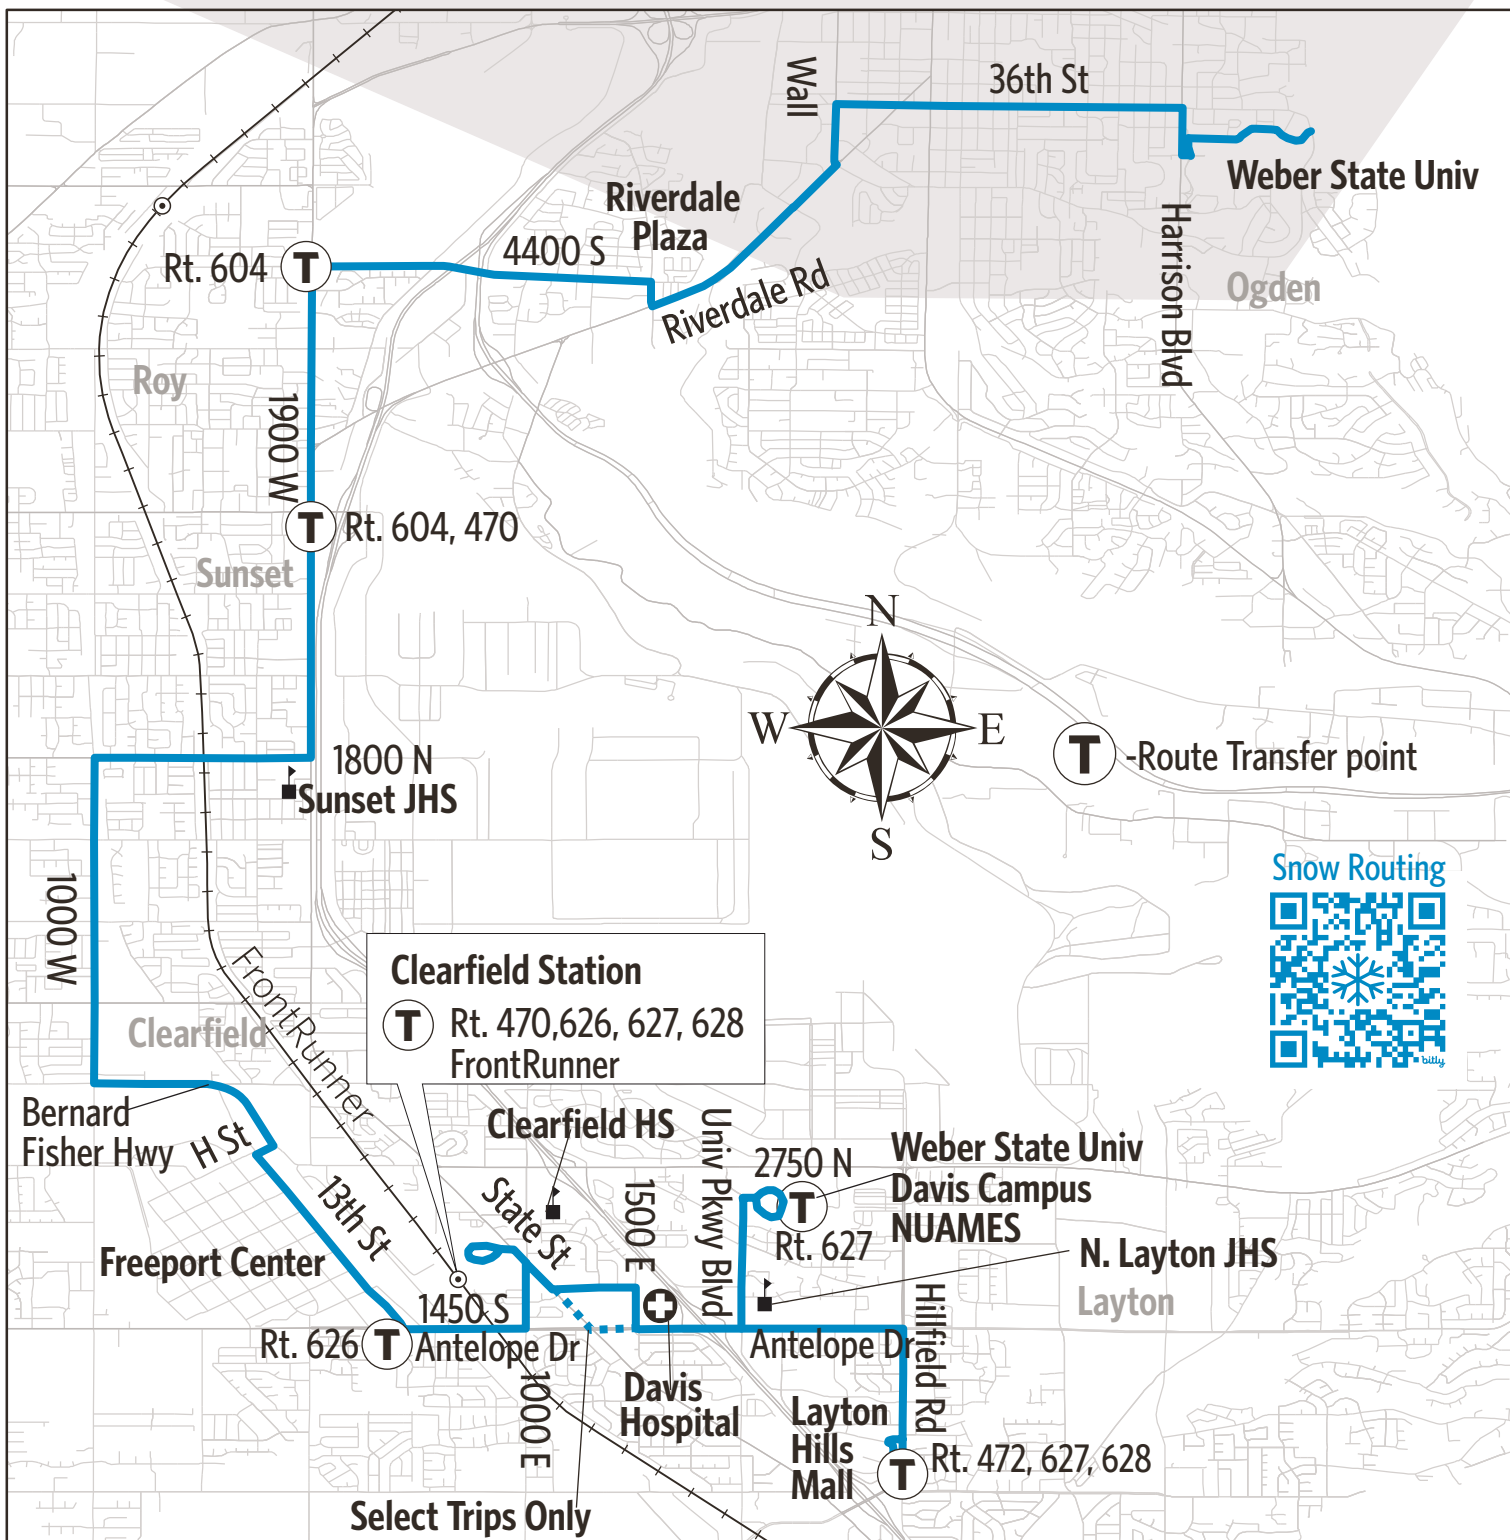 Wall
36th St
Weber State Univ
Riverdale
Plaza
4400 S
Rt. 604
T
Riverdale Rd
Harrison Blvd
Ogden
Roy
1900 W
T
Rt. 604, 470
Sunset
N
W
E
S
T
-Route Transfer point
1800 N
Sunset JHS
Snow Routing
bitly
1000 W
FrontRunner
Clearfield
Clearfield Station
T
Rt. 470,626, 627, 628
FrontRunner
Bernard
Fisher Hwy
H St
13th St
Clearfield HS
State St
1500 E
Univ Pkwy Blvd
2750 N
T
Rt. 627
Weber State Univ
Davis Campus
NUAMES
N. Layton JHS
Layton
Freeport Center
1450 S
Rt. 626
T
Antelope Dr
1000 E
Antelope Dr
Hillfield Rd
Davis
Hospital
Layton
Hills
Mall
T
Rt. 472, 627, 628
Select Trips Only